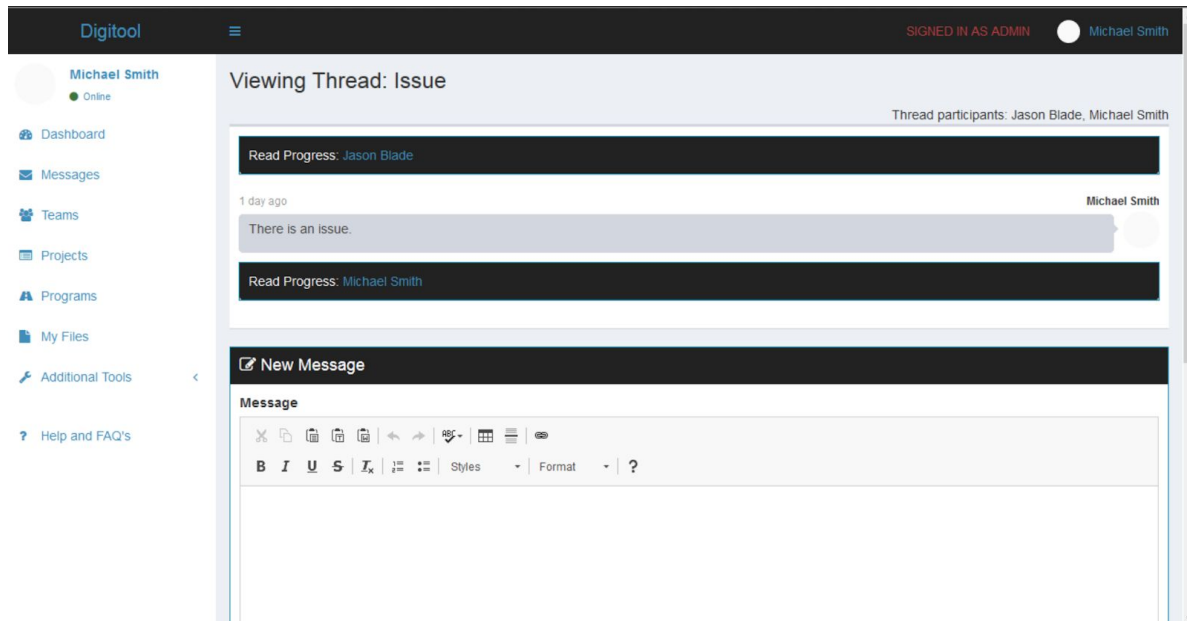 Digitool
SIGNED IN AS ADMIN Michael Smith
Michael Smith
Online
Dashboard
Messages
Teams
Projects
Programs
My Files
Additional Tools
? Help and FAQ's
Viewing Thread: Issue
Thread participants: Jason Blade, Michael Smith
Read Progress: Jason Blade
1 day ago Michael Smith
There is an issue.
Read Progress: Michael Smith
New Message
Message
ABC
B I U S Ix Styles Format ?